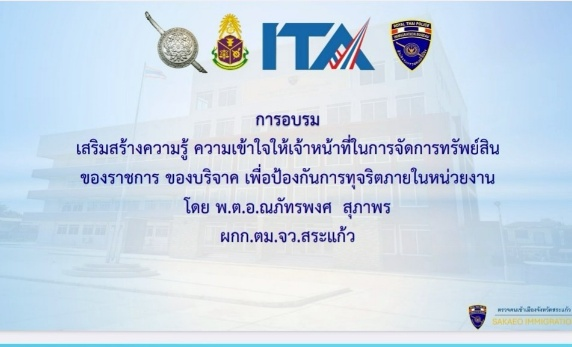 ITA
ROYAL THAI POLICE
การอบรม
เสริมสร้างความรู้ ความเข้าใจให้เจ้าหน้าที่ในการจัดการทรัพย์สิน
ของราชการ ของบริจาค เพื่อป้องกันการทุจริตภายในหน่วยงาน
โดย พ.ต.อ.ณภัทรพงศ สุภาพร
ผกก.ตม.จว.สระแก้ว
ตรวจคนเข้าเมืองจังหวัดสระแก้ว
SAKAEO IMMIGRATION